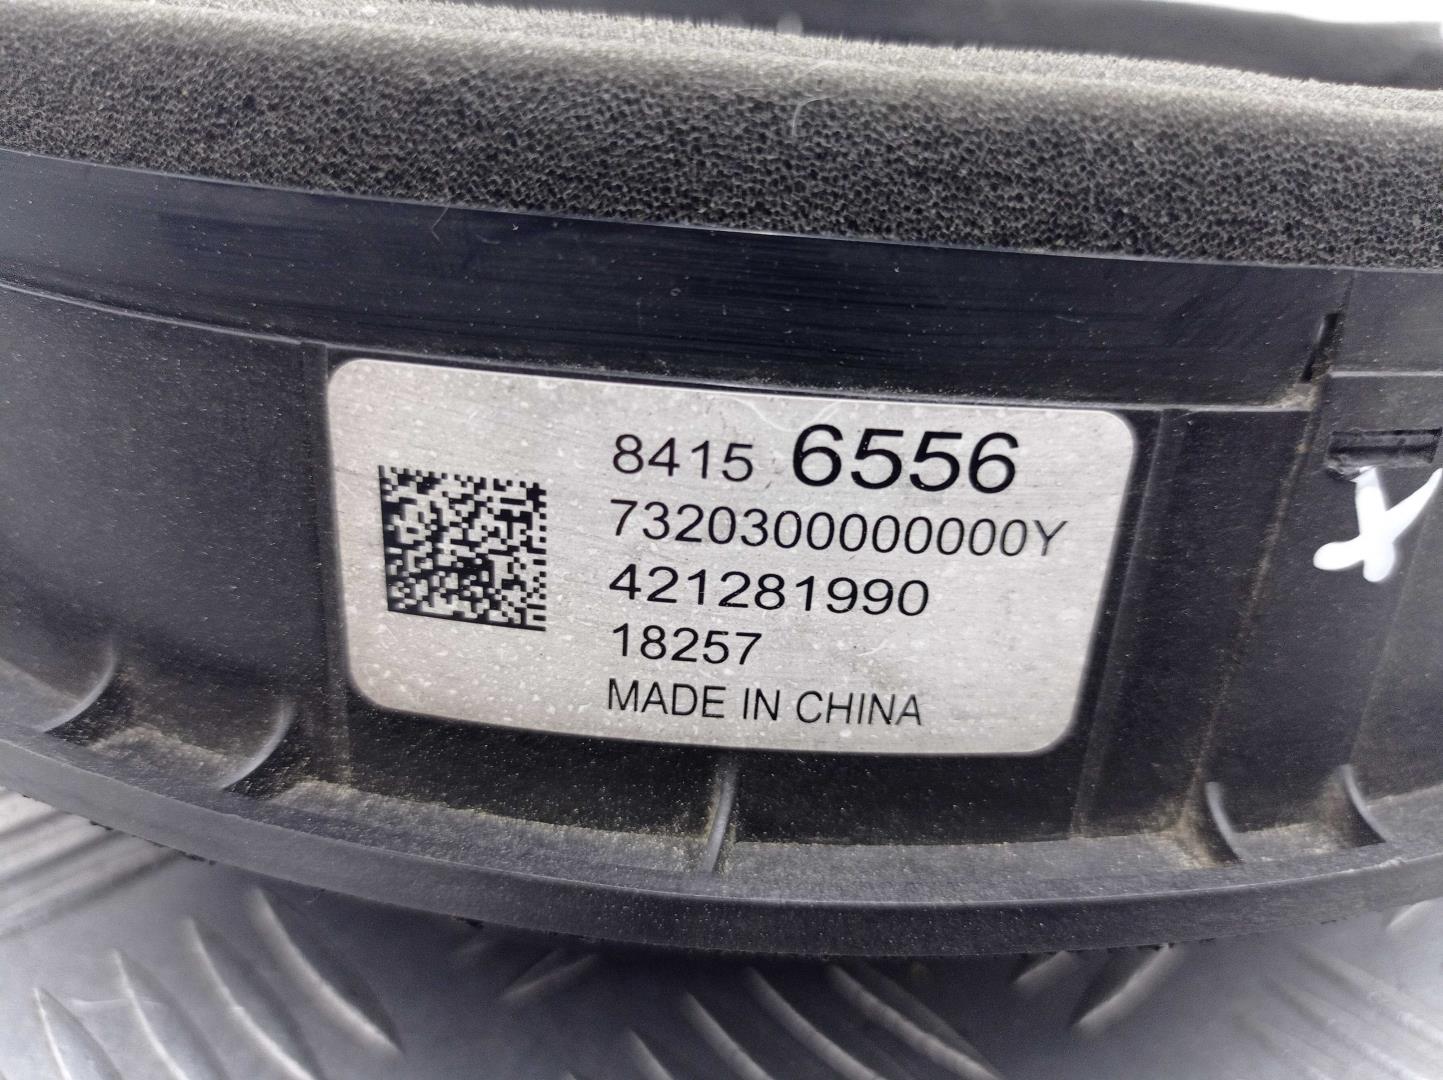 8415 6556
7320300000000Y
421281990
18257
MADE IN CHINA
X